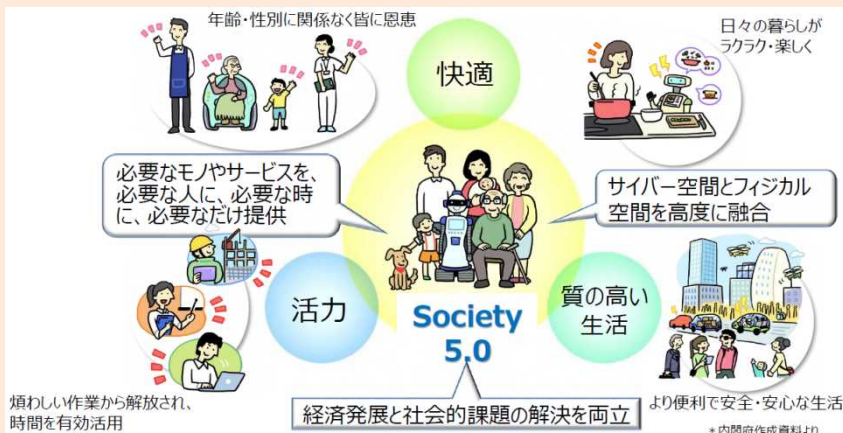 年齢・性別に関係なく皆に恩恵
快適
日々の暮らしが
ラクラク・楽しく
必要なモノやサービスを、
必要な人に、必要な時
に、必要なだけ提供
サイバー空間とフィジカル
空間を高度に融合
活力
Society
5.0
質の高い
生活
煩わしい作業から解放され、
時間を有効活用
経済発展と社会的課題の解決を両立
より便利で安全・安心な生活
*内閣府作成資料より